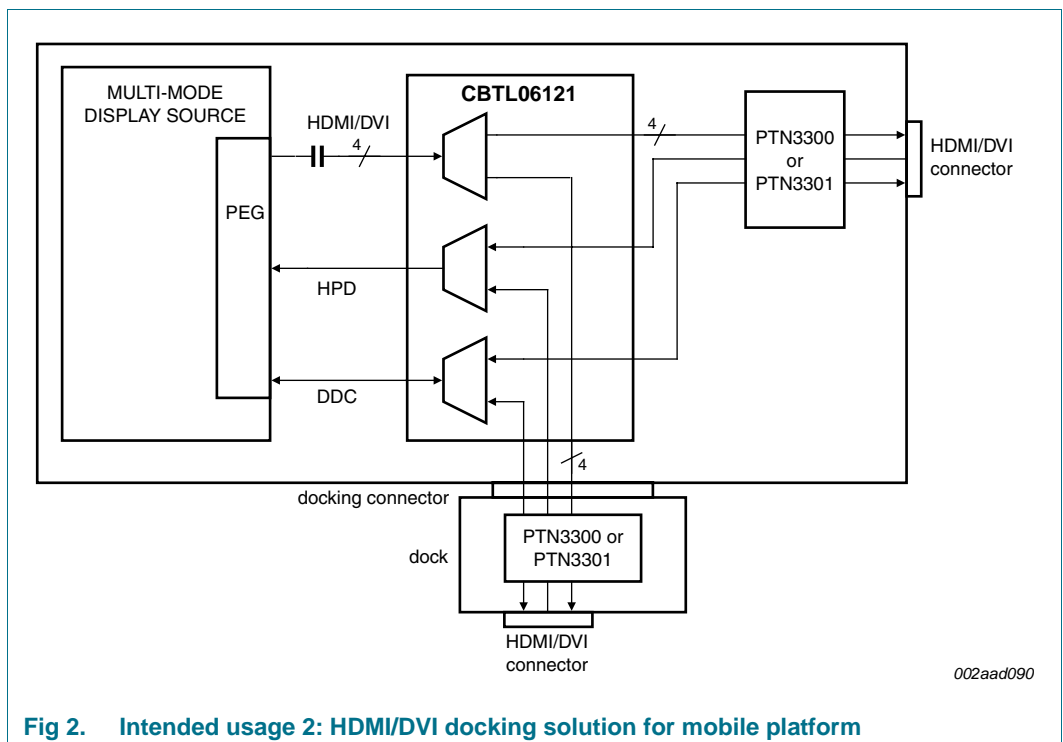 MULTI-MODE
DISPLAY SOURCE
PEG
HDMI/DVI
4
CBTL06121
4
PTN3300
or
PTN3301
HDMI/DVI
connector
HPD
DDC
4
docking connector
dock
PTN3300 or
PTN3301
HDMI/DVI
connector
002aad090
Fig 2. Intended usage 2: HDMI/DVI docking solution for mobile platform